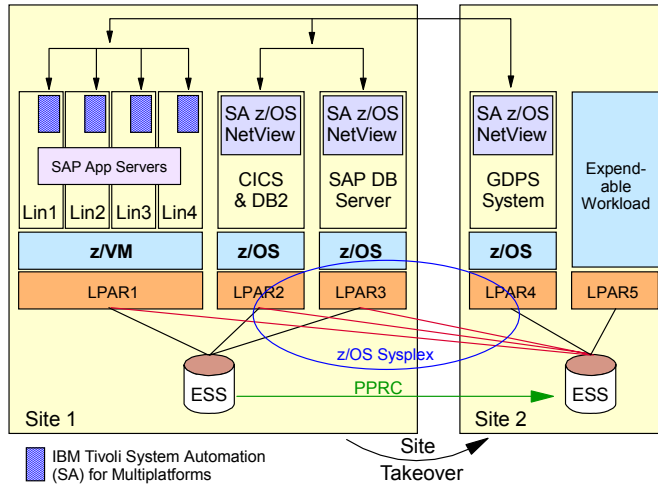 SA z/OS
NetView
SA z/OS
NetView
SA z/OS
NetView
SAP App Servers
Lin1
Lin2
Lin3
Lin4
CICS
& DB2
SAP DB
Server
GDPS
System
Expend-
able
Workload
z/VM
z/OS
z/OS
z/OS
LPAR1
LPAR2
LPAR3
LPAR4
LPAR5
z/OS Sysplex
ESS
PPRC
ESS
Site 1
Site 2
Site
Takeover
IBM Tivoli System Automation
(SA) for Multiplatforms